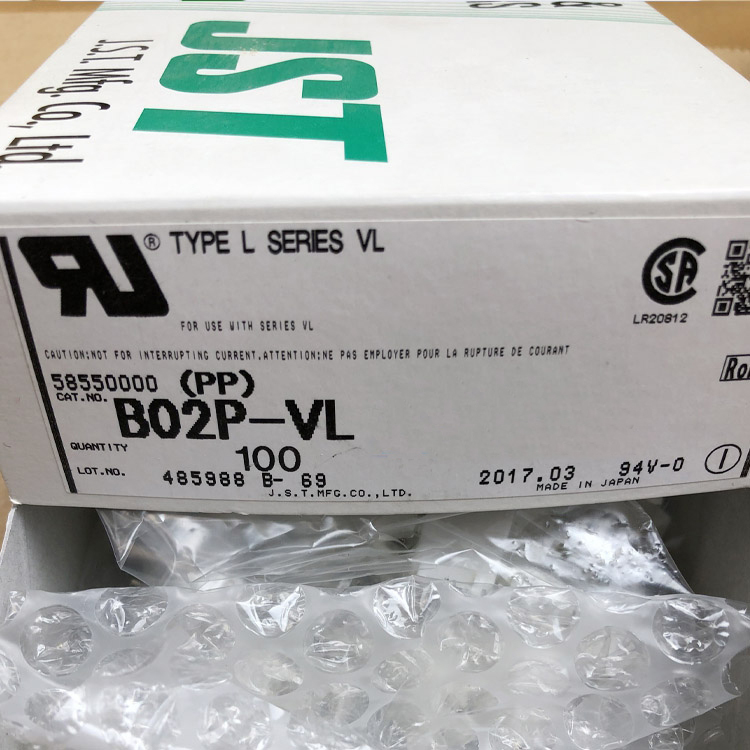 &
S
JST
J.S.T. Mfg. Co., Ltd
® TYPE L SERIES VL
FOR USE WITH SERIES VL
CAUTION:NOT FOR INTERRUPTING CURRENT.ATTENTION:NE PAS EMPLOYER POUR LA RUPTURE DE COURANT
LR20812
58550000 (PP)
CAT.NO. B02P-VL
QUANTITY 100
LOT.NO. 485988 B- 69
2017.03 94V-0
MADE IN JAPAN
J.S.T.MFG.CO.,LTD.